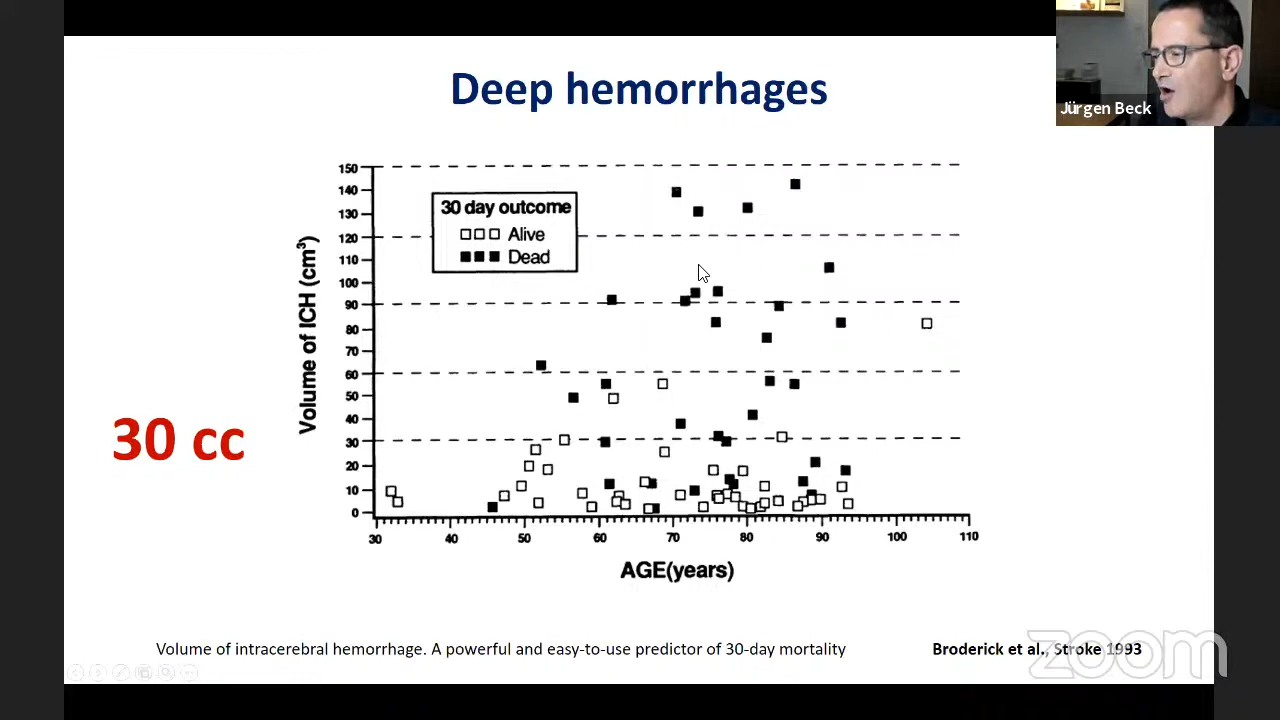 Deep hemorrhages
Jürgen Beck
150
140
130
120
110
100
90
80
70
60
50
40
30
20
10
0
Volume of ICH (cm³)
30 day outcome
Alive
Dead
30 cc
30 40 50 60 70 80 90 100 110
AGE(years)
Volume of intracerebral hemorrhage. A powerful and easy-to-use predictor of 30-day mortality
Broderick et al., Stroke 1993
zoom